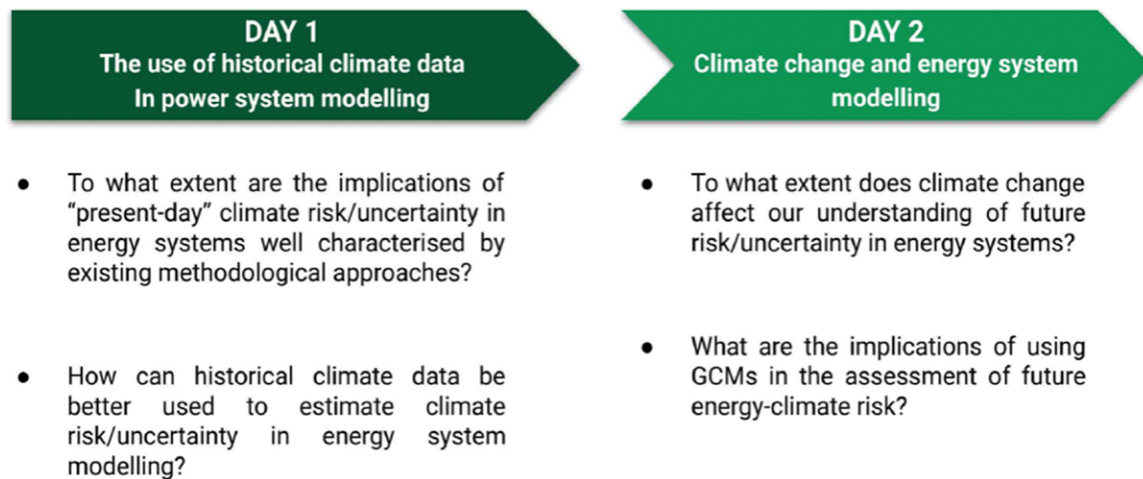 DAY 1
The use of historical climate data
In power system modelling
● To what extent are the implications of
“present-day” climate risk/uncertainty in
energy systems well characterised by
existing methodological approaches?
● How can historical climate data be
better used to estimate climate
risk/uncertainty in energy system
modelling?
DAY 2
Climate change and energy system
modelling
● To what extent does climate change
affect our understanding of future
risk/uncertainty in energy systems?
● What are the implications of using
GCMs in the assessment of future
energy-climate risk?